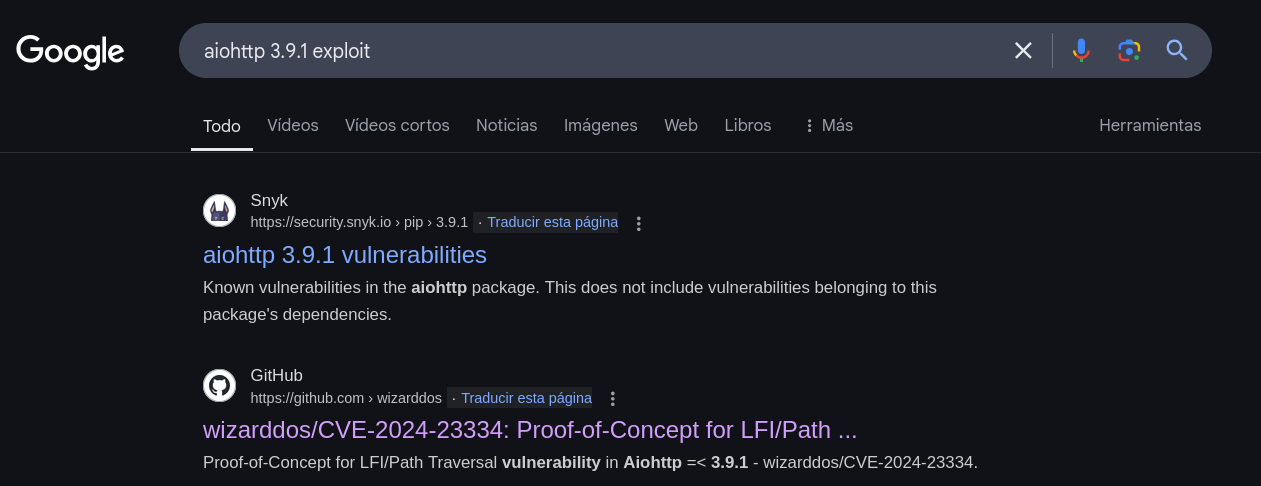 Google
aiohttp 3.9.1 exploit
Todo Vídeos Vídeos cortos Noticias Imágenes Web Libros Más Herramientas
Snyk
https://security.snyk.io › pip › 3.9.1 · Traducir esta página
aiohttp 3.9.1 vulnerabilities
Known vulnerabilities in the aiohttp package. This does not include vulnerabilities belonging to this
package's dependencies.
GitHub
https://github.com › wizarddos · Traducir esta página
wizarddos/CVE-2024-23334: Proof-of-Concept for LFI/Path ...
Proof-of-Concept for LFI/Path Traversal vulnerability in Aiohttp =< 3.9.1 - wizarddos/CVE-2024-23334.